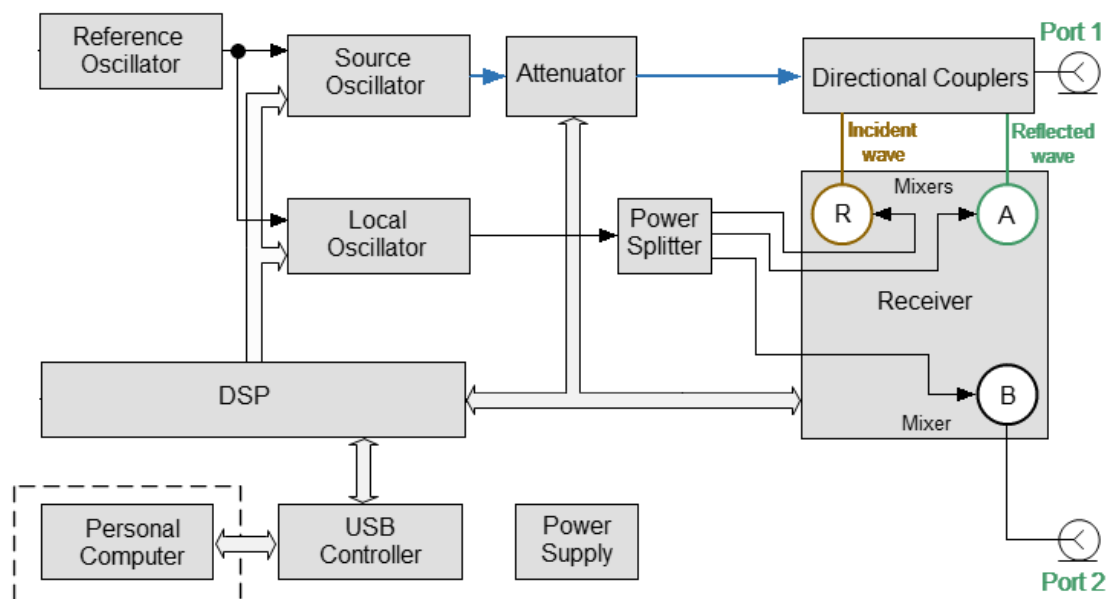 Reference
Oscillator
Source
Oscillator
Attenuator
Directional Couplers
Port 1
Incident
wave
Reflected
wave
Mixers
R
A
Local
Oscillator
Power
Splitter
Receiver
DSP
B
Mixer
Personal
Computer
USB
Controller
Power
Supply
Port 2